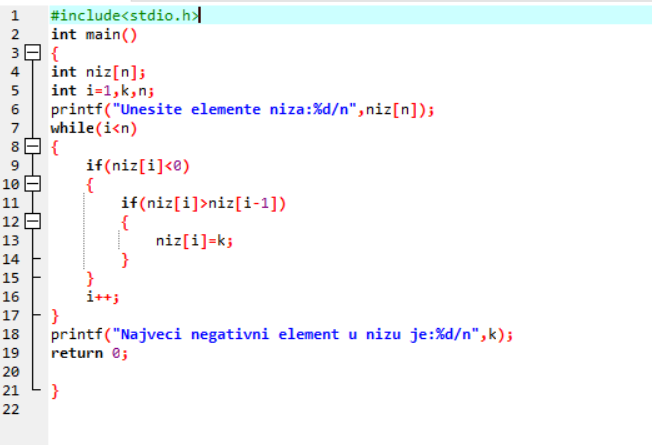 1 #include<stdio.h>
2 int main()
3 {
4 int niz[n];
5 int i=1,k,n;
6 printf("Unesite elemente niza:%d/n",niz[n]);
7 while(i<n)
8 {
9 if(niz[i]<0)
10 {
11 if(niz[i]>niz[i-1])
12 {
13 niz[i]=k;
14 }
15 }
16 i++;
17 }
18 printf("Najveci negativni element u nizu je:%d/n",k);
19 return 0;
20
21 }
22